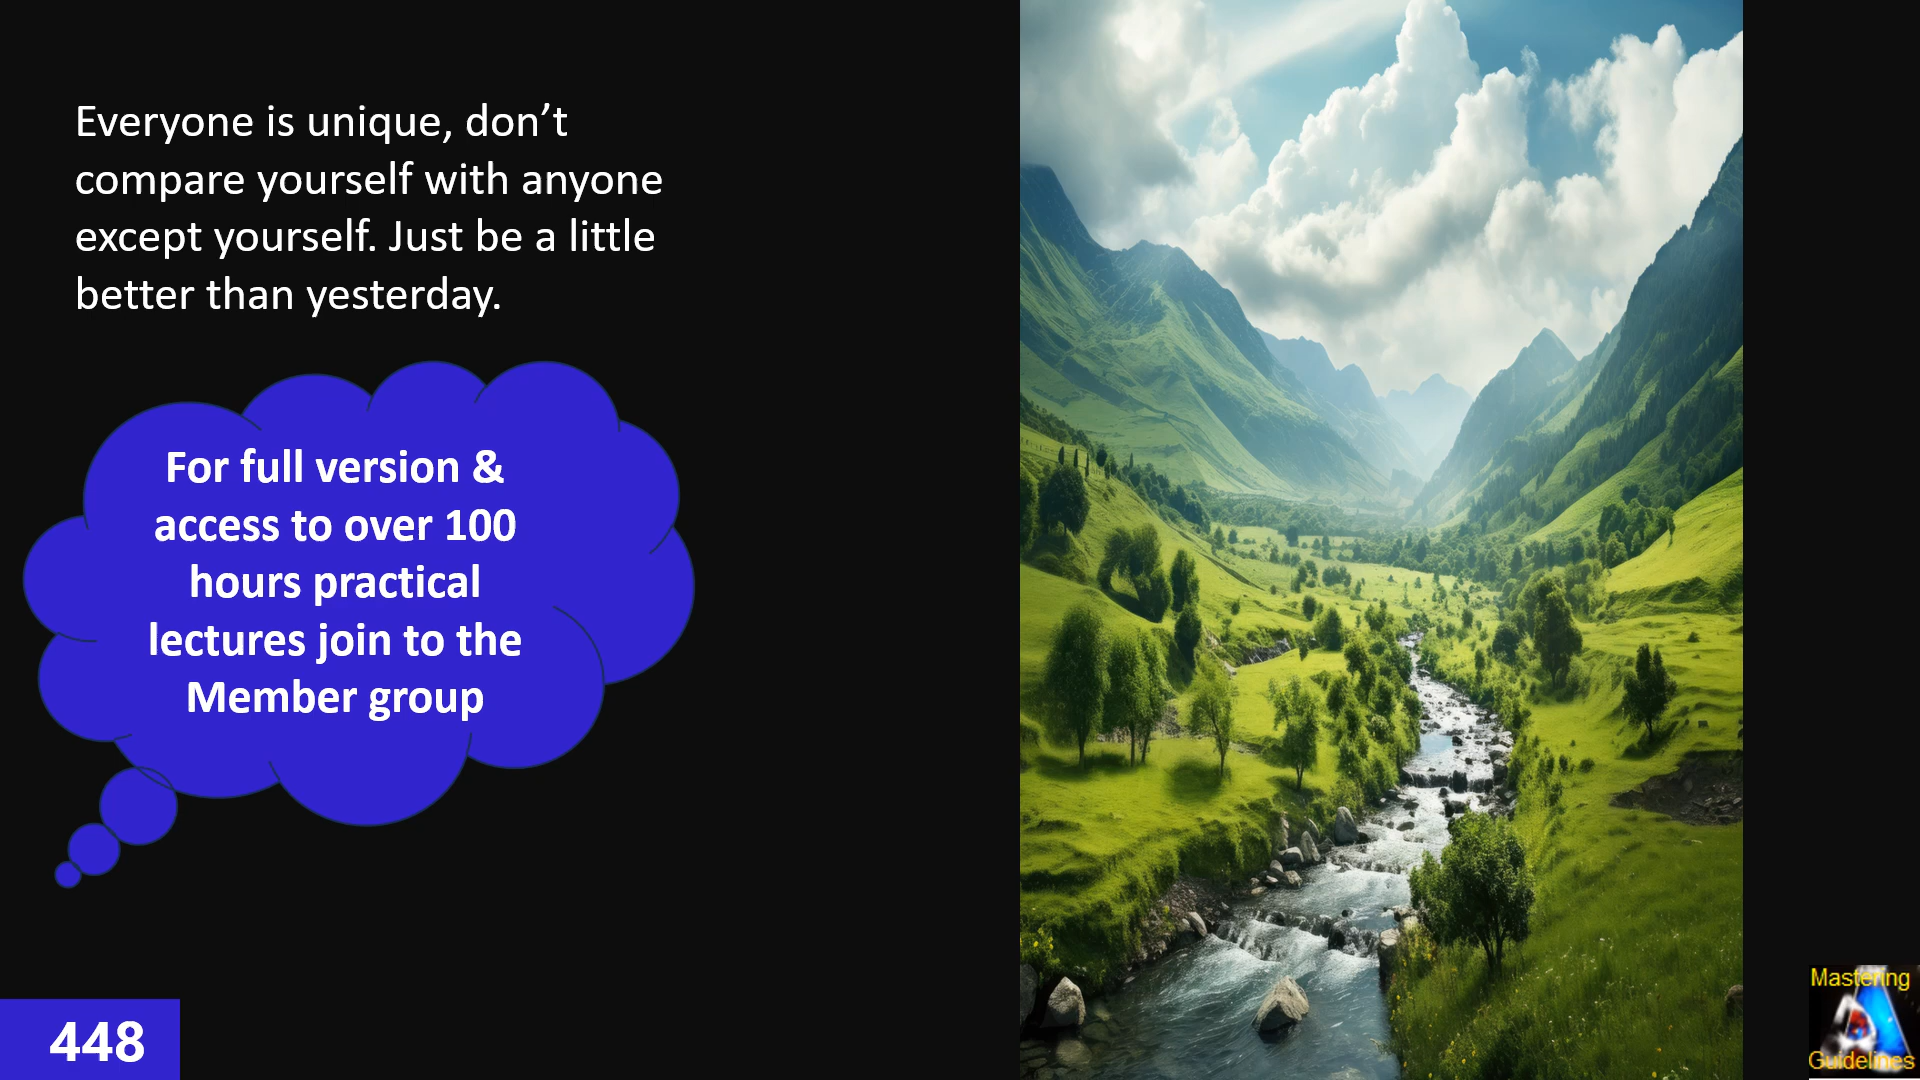 Everyone is unique, don’t
compare yourself with anyone
except yourself. Just be a little
better than yesterday.
For full version &
access to over 100
hours practical
lectures join to the
Member group
448
Mastering
Guidelines